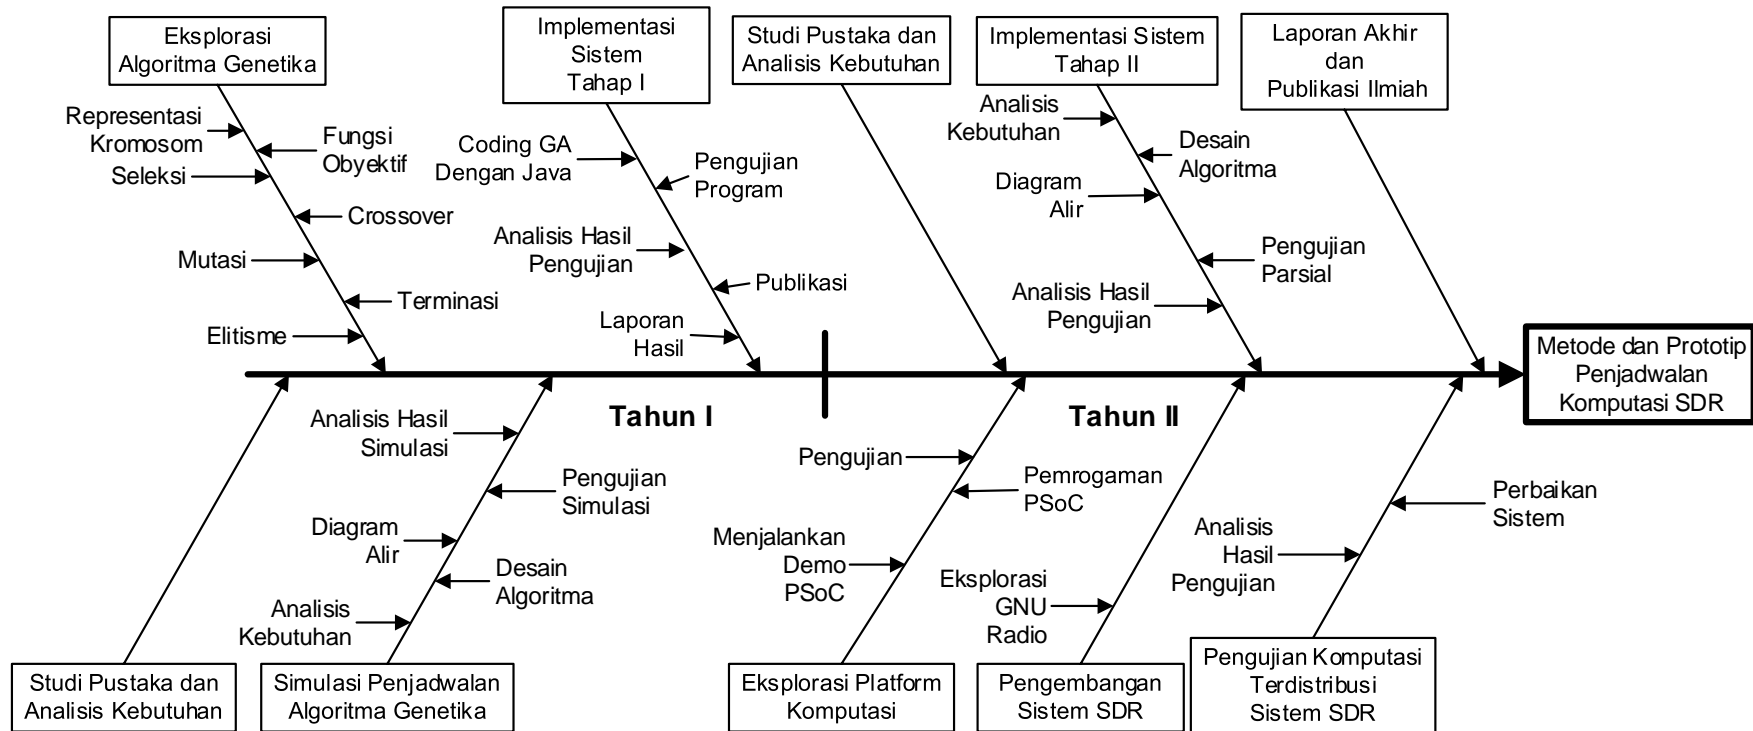 Eksplorasi
Algoritma Genetika
Implementasi
Sistem
Tahap I
Studi Pustaka dan
Analisis Kebutuhan
Implementasi Sistem
Tahap II
Laporan Akhir
dan
Publikasi Ilmiah
Representasi
Kromosom
Fungsi
Obyektif
Seleksi
Crossover
Mutasi
Terminasi
Elitisme
Coding GA
Dengan Java
Pengujian
Program
Analisis Hasil
Pengujian
Publikasi
Laporan
Hasil
Analisis
Kebutuhan
Desain
Algoritma
Diagram
Alir
Pengujian
Parsial
Analisis Hasil
Pengujian
Metode dan Prototip
Penjadwalan
Komputasi SDR
Tahun I
Tahun II
Analisis Hasil
Simulasi
Pengujian
Simulasi
Diagram
Alir
Desain
Algoritma
Analisis
Kebutuhan
Pengujian
Pemrogaman
PSoC
Menjalankan
Demo
PSoC
Eksplorasi
GNU
Radio
Perbaikan
Sistem
Analisis
Hasil
Pengujian
Studi Pustaka dan
Analisis Kebutuhan
Simulasi Penjadwalan
Algoritma Genetika
Eksplorasi Platform
Komputasi
Pengembangan
Sistem SDR
Pengujian Komputasi
Terdistribusi
Sistem SDR